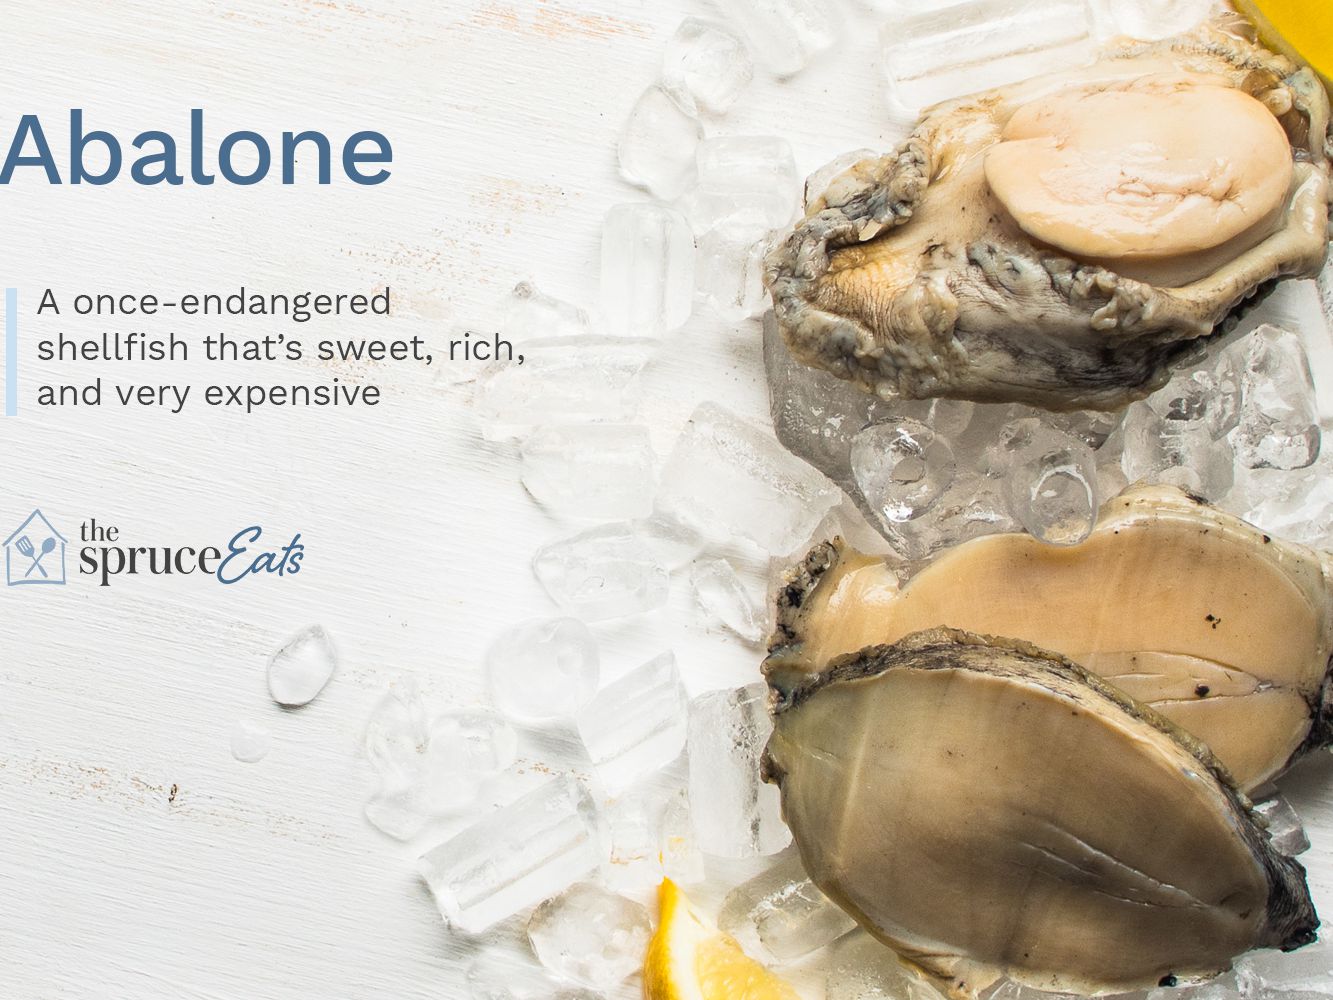 Abalone
A once-endangered
shellfish that’s sweet, rich,
and very expensive
the
spruceEats